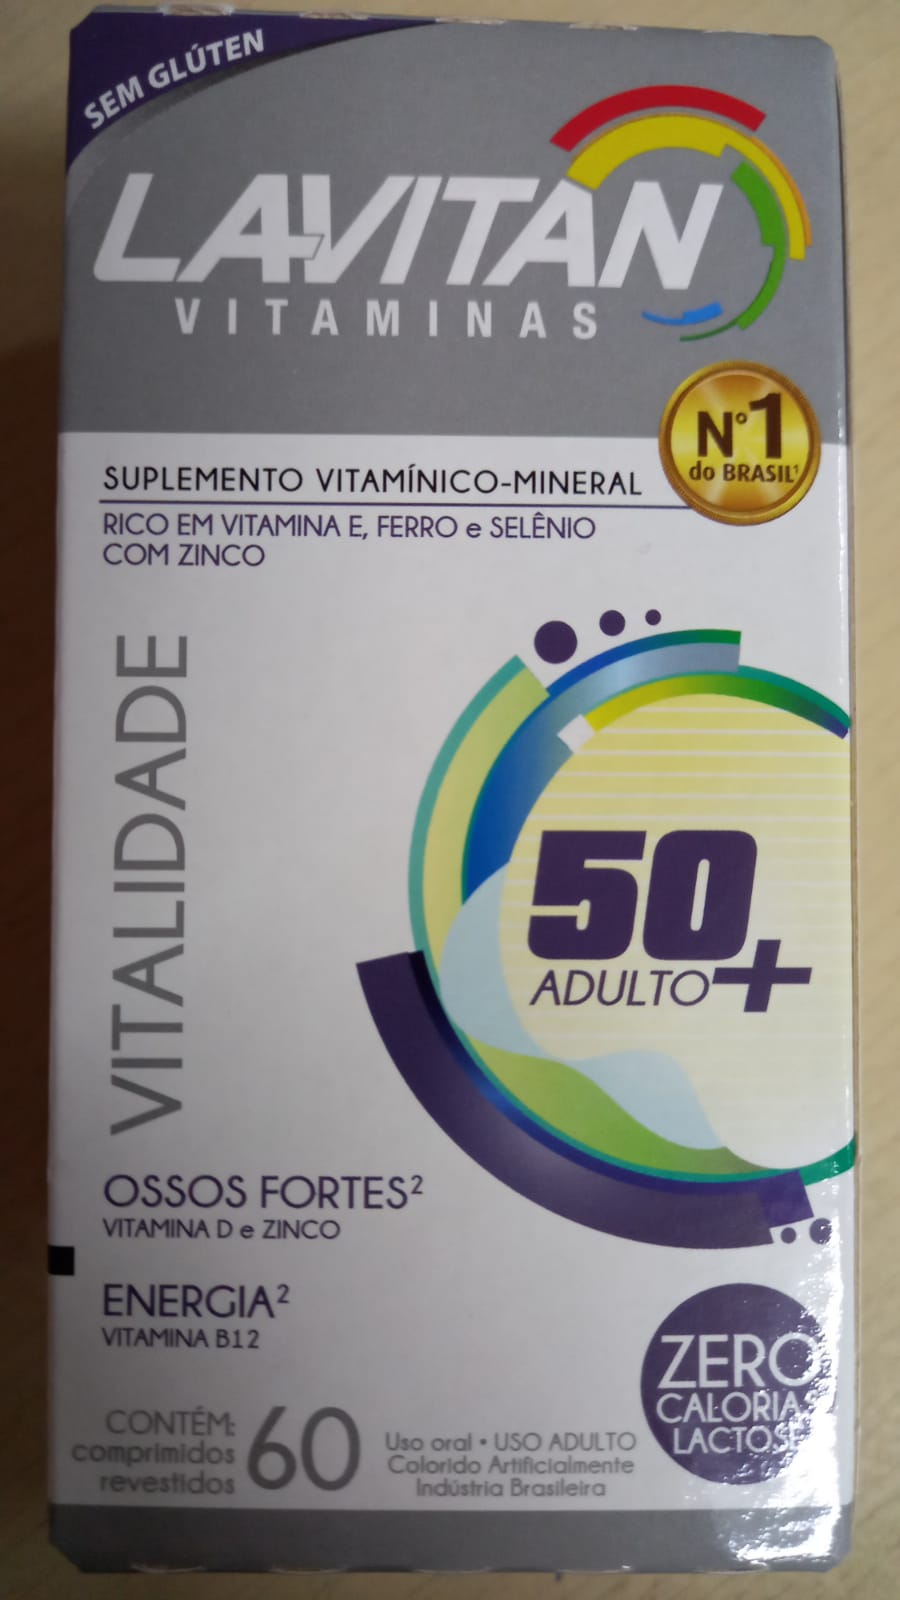 SEM GLÚTEN
LAVITAN
VITAMINAS
Nº1
do BRASIL¹
SUPLEMENTO VITAMÍNICO-MINERAL
RICO EM VITAMINA E, FERRO e SELÊNIO
COM ZINCO
VITALIDADE
50+
ADULTO
OSSOS FORTES²
VITAMINA D e ZINCO
ENERGIA²
VITAMINA B12
ZERO
CALORIAS
LACTOSE
CONTÉM:
comprimidos
revestidos
60
Uso oral • USO ADULTO
Colorido Artificialmente
Indústria Brasileira